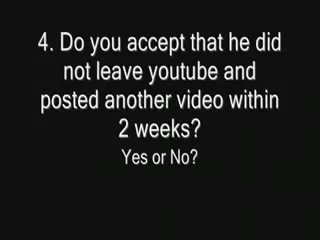 4. Do you accept that he did
not leave youtube and
posted another video within
2 weeks?
Yes or No?